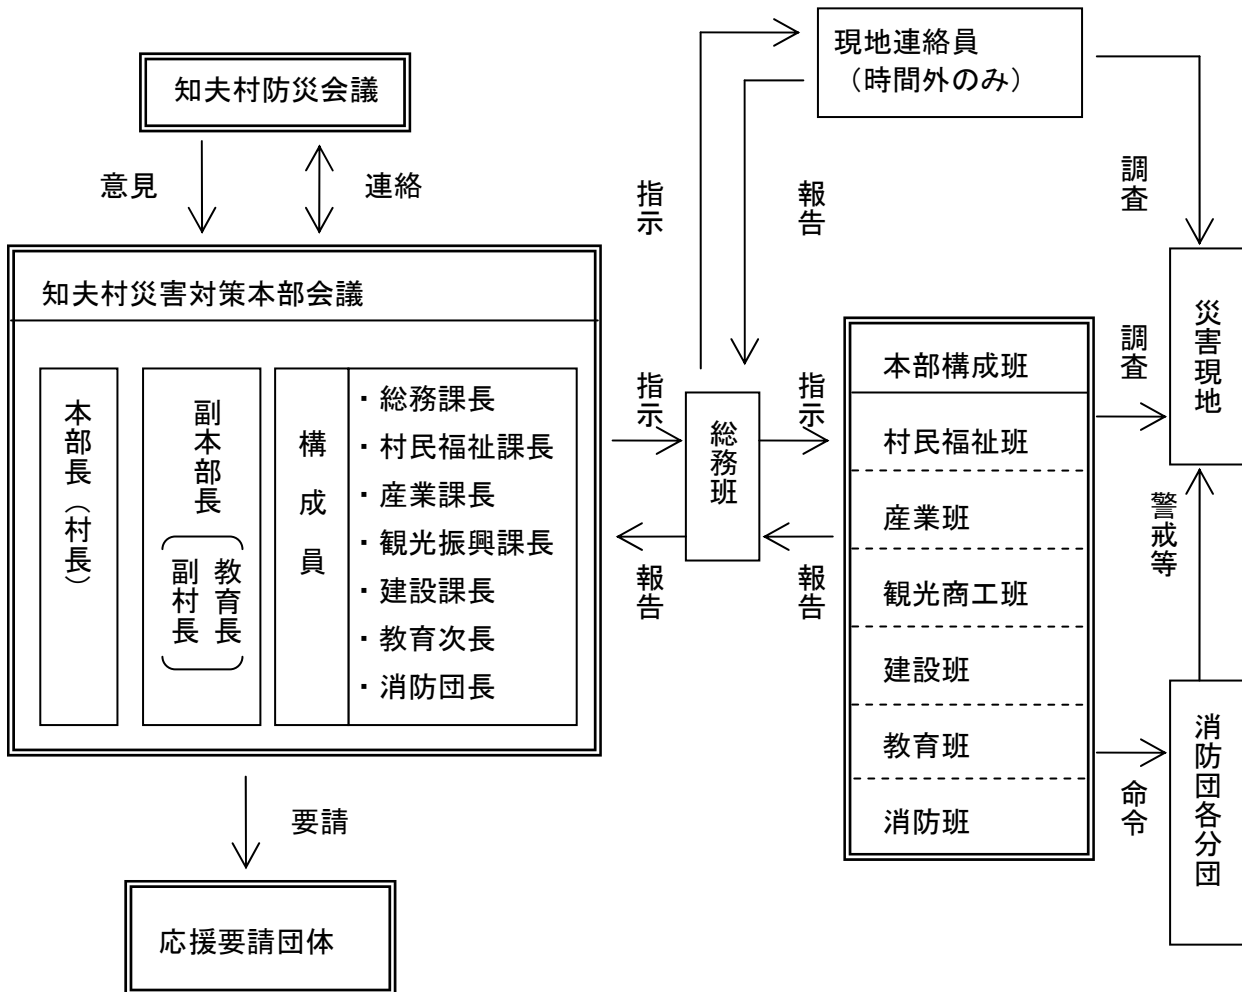 知夫村防災会議
意見
連絡
知夫村災害対策本部会議
本部長（村長）
副本部長
副村長
教育長
構成員
・総務課長
・村民福祉課長
・産業課長
・観光振興課長
・建設課長
・教育次長
・消防団長
要請
応援要請団体
指示
報告
総務班
指示
報告
現地連絡員
（時間外のみ）
指示
報告
本部構成班
村民福祉班
産業班
観光商工班
建設班
教育班
消防班
調査
調査
災害現地
警戒等
命令
消防団各分団